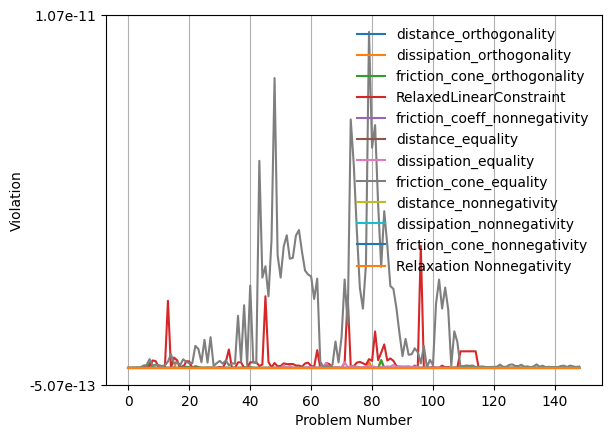 1.07e-11
distance_orthogonality
dissipation_orthogonality
friction_cone_orthogonality
RelaxedLinearConstraint
friction_coeff_nonnegativity
distance_equality
dissipation_equality
friction_cone_equality
distance_nonnegativity
dissipation_nonnegativity
friction_cone_nonnegativity
Relaxation Nonnegativity
Violation
-5.07e-13
0 20 40 60 80 100 120 140
Problem Number